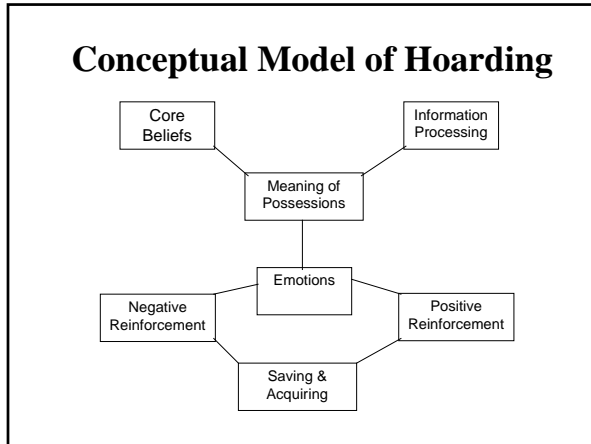 Conceptual Model of Hoarding
Core
Beliefs
Information
Processing
Meaning of
Possessions
Emotions
Negative
Reinforcement
Positive
Reinforcement
Saving &
Acquiring